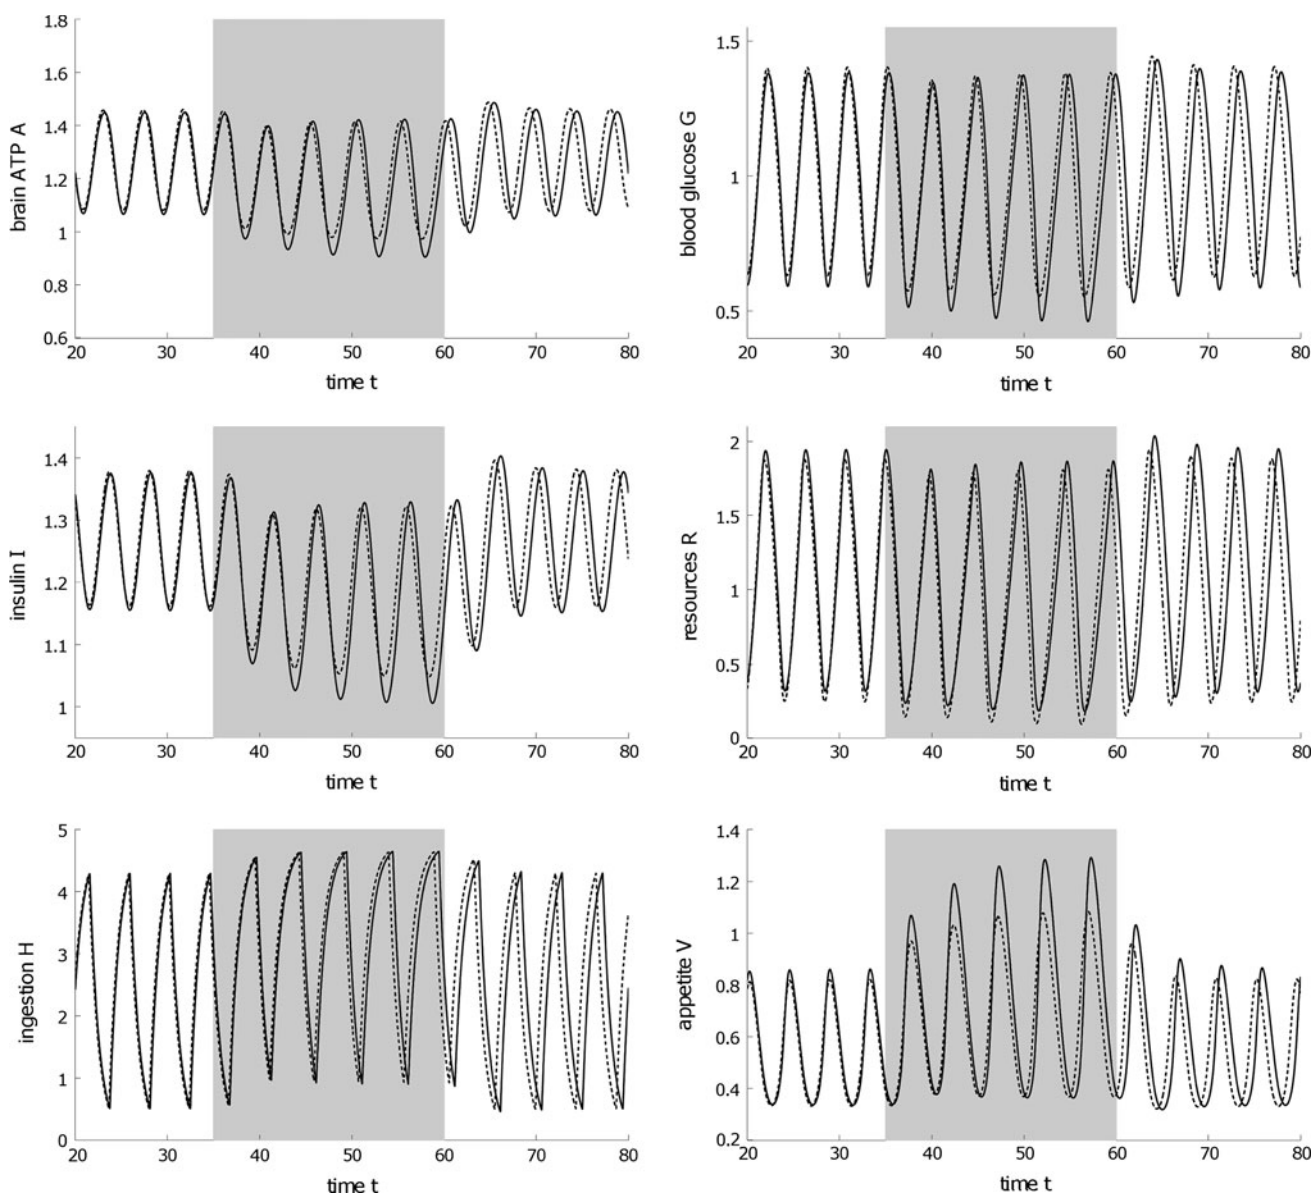 1.8
1.6
1.4
1.2
1
0.8
0.6
brain ATP A
20 30 40 50 60 70 80
time t
1.5
1
0.5
blood glucose G
20 30 40 50 60 70 80
time t
1.4
1.3
1.2
1.1
1
insulin I
20 30 40 50 60 70 80
time t
2
1.5
1
0.5
0
resources R
20 30 40 50 60 70 80
time t
5
4
3
2
1
0
ingestion H
20 30 40 50 60 70 80
time t
1.4
1.2
1
0.8
0.6
0.4
0.2
appetite V
20 30 40 50 60 70 80
time t